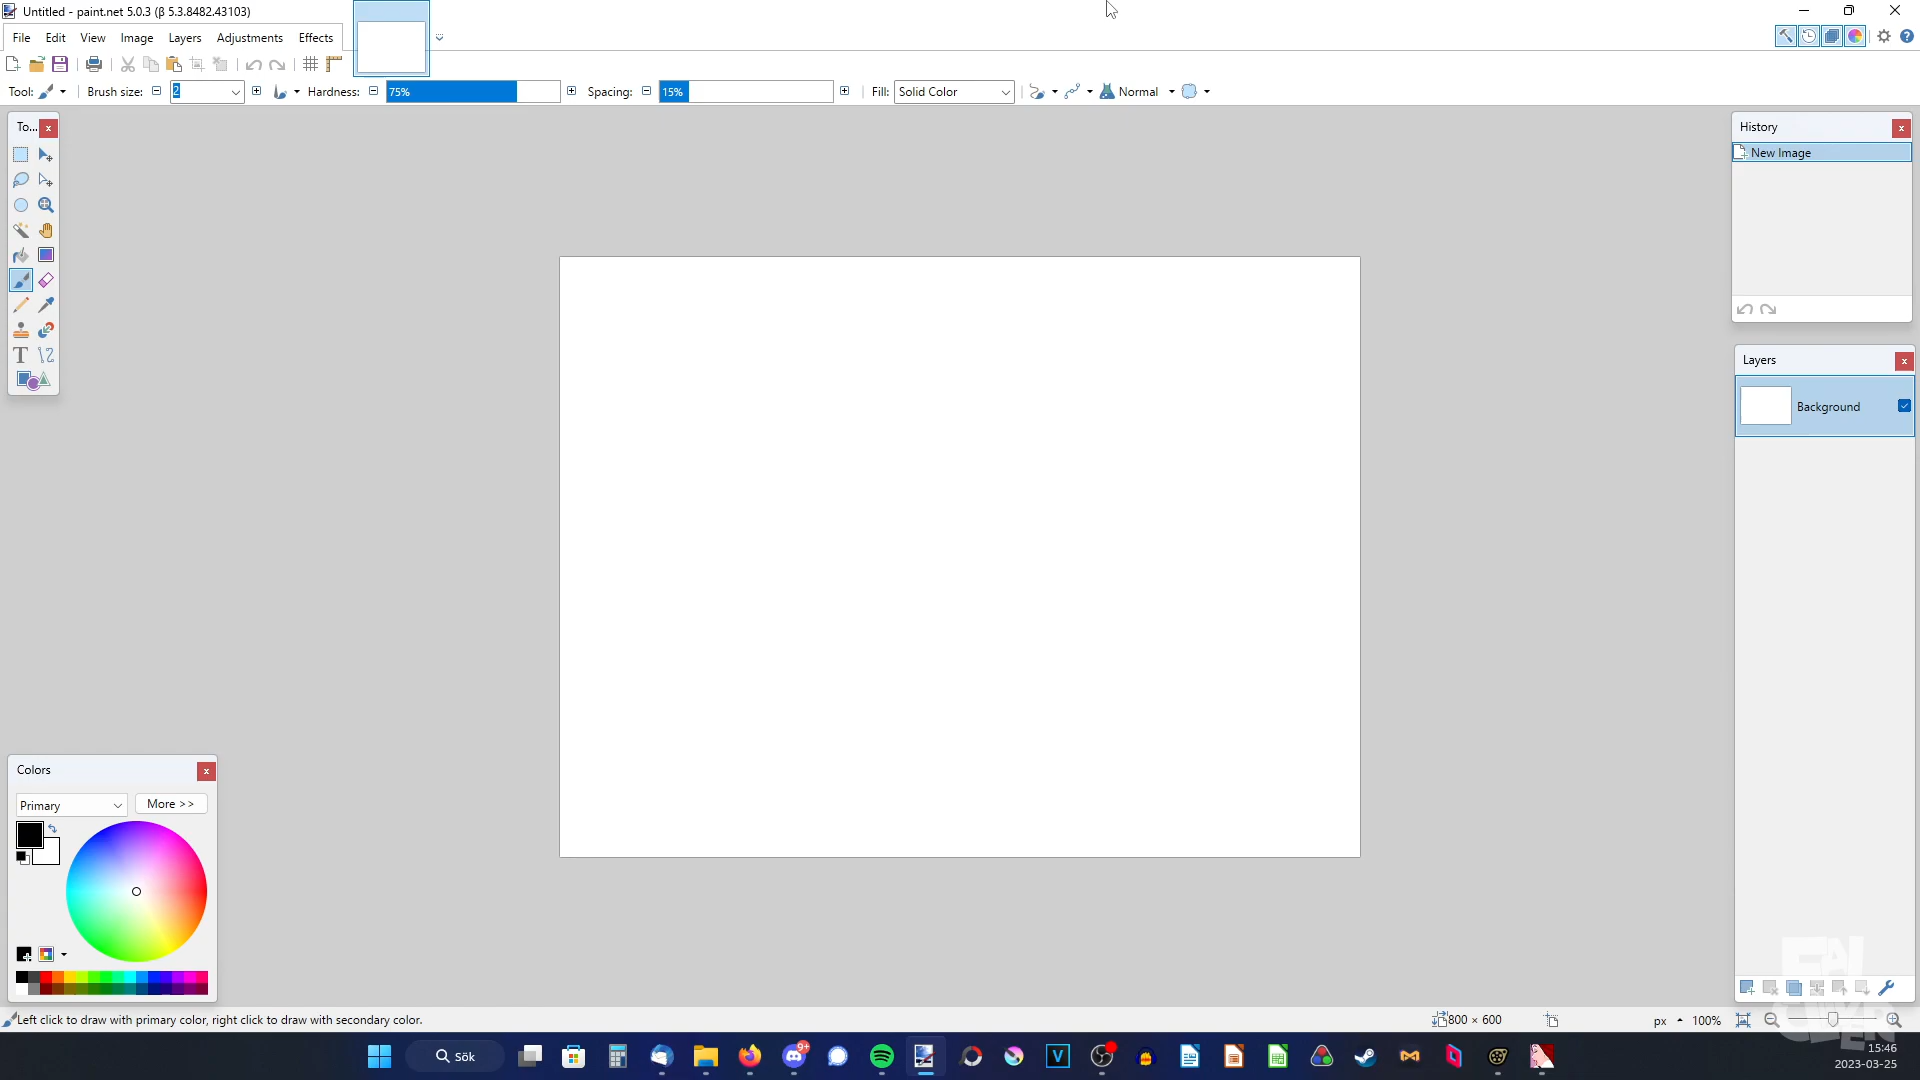 Untitled - paint.net 5.0.3 (β 5.3.8482.43103)
File Edit View Image Layers Adjustments Effects
Tool: Brush size: 2 Hardness: 75% Spacing: 15% Fill: Solid Color Normal
To...
History
New Image
Layers
Background
Colors
Primary More >>
Left click to draw with primary color, right click to draw with secondary color.
800 × 600 px 100%
Sök
9+
15:46
2023-03-25